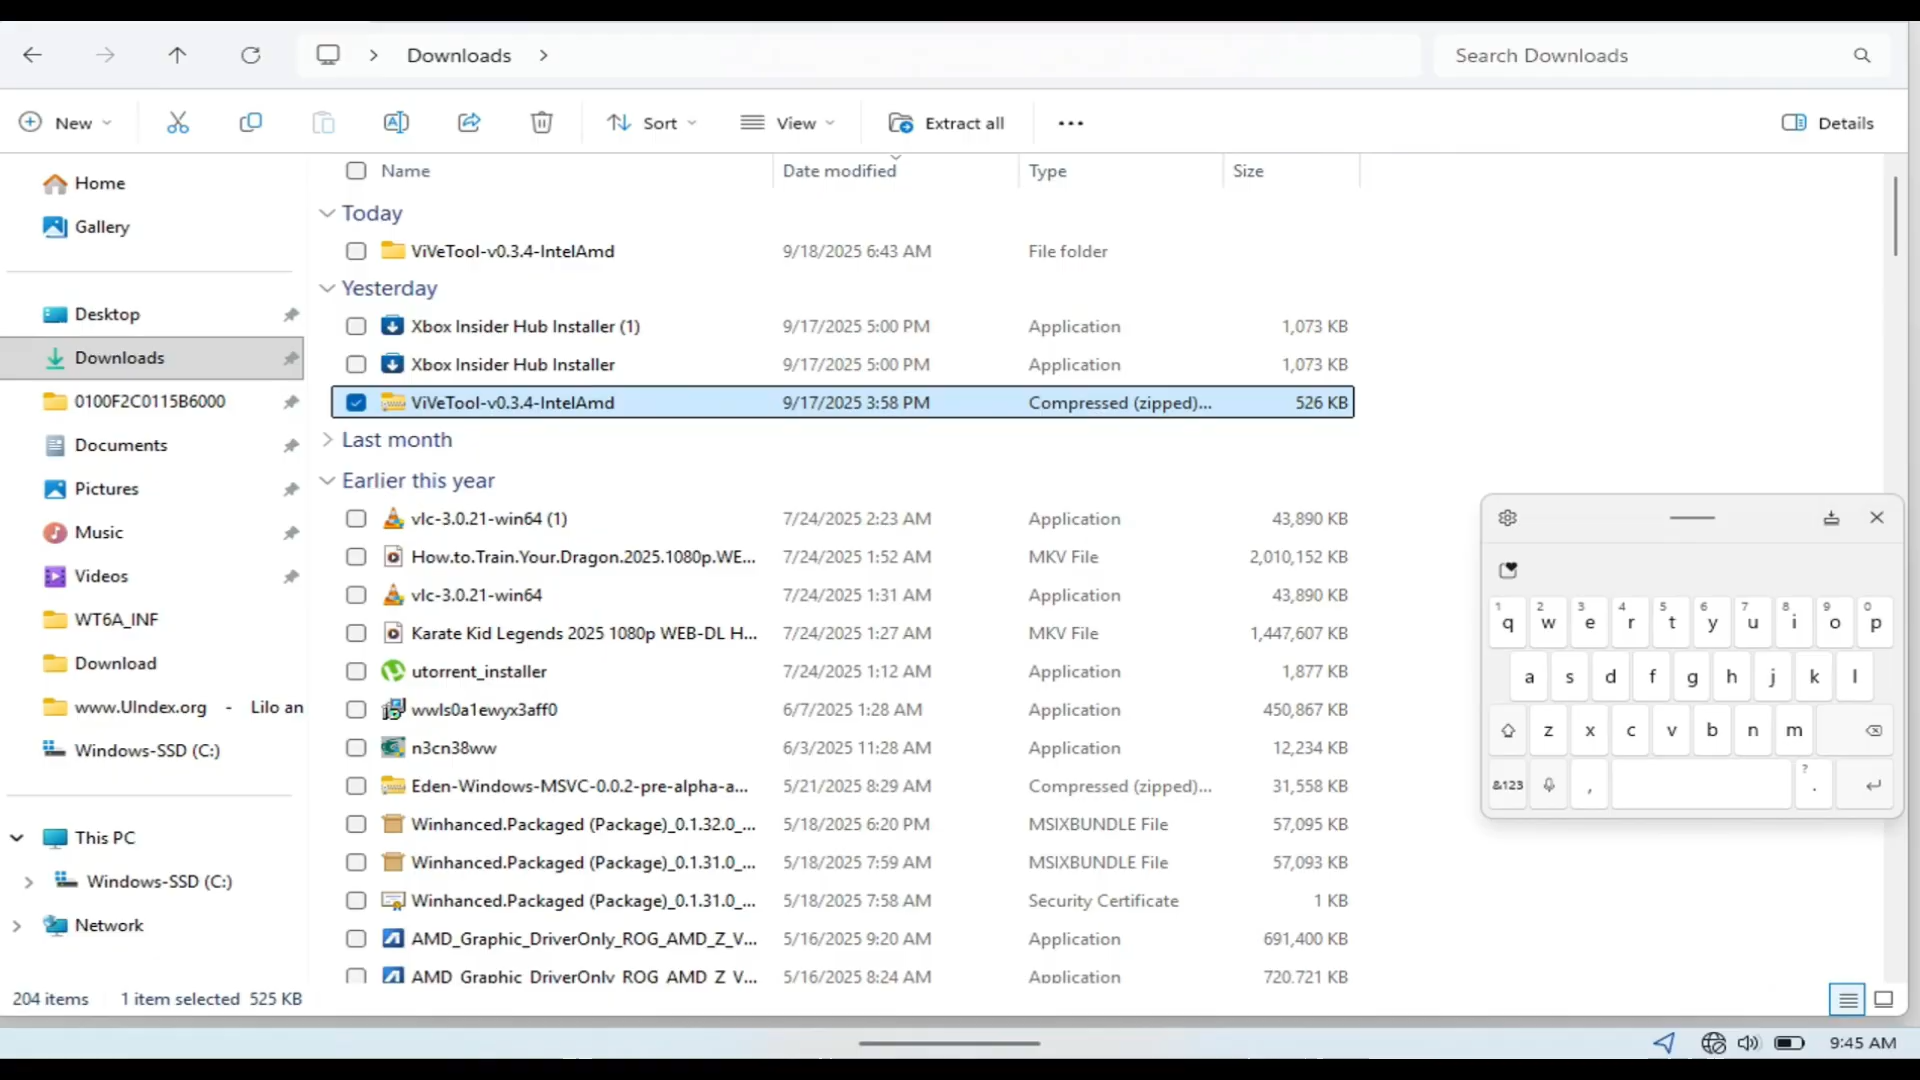 Downloads
Search Downloads
New
Sort
View
Extract all
Details
Home
Gallery
Desktop
Downloads
0100F2C0115B6000
Documents
Pictures
Music
Videos
WT6A_INF
Download
www.UIndex.org - Lilo an
Windows-SSD (C:)
This PC
Windows-SSD (C:)
Network
Name Date modified Type Size
Today
ViVeTool-v0.3.4-IntelAmd 9/18/2025 6:43 AM File folder
Yesterday
Xbox Insider Hub Installer (1) 9/17/2025 5:00 PM Application 1,073 KB
Xbox Insider Hub Installer 9/17/2025 5:00 PM Application 1,073 KB
ViVeTool-v0.3.4-IntelAmd 9/17/2025 3:58 PM Compressed (zipped)... 526 KB
Last month
Earlier this year
vlc-3.0.21-win64 (1) 7/24/2025 2:23 AM Application 43,890 KB
How.to.Train.Your.Dragon.2025.1080p.WE... 7/24/2025 1:52 AM MKV File 2,010,152 KB
vlc-3.0.21-win64 7/24/2025 1:31 AM Application 43,890 KB
Karate Kid Legends 2025 1080p WEB-DL H... 7/24/2025 1:27 AM MKV File 1,447,607 KB
utorrent_installer 7/24/2025 1:12 AM Application 1,877 KB
wwls0a1ewyx3aff0 6/7/2025 1:28 AM Application 450,867 KB
n3cn38ww 6/3/2025 11:28 AM Application 12,234 KB
Eden-Windows-MSVC-0.0.2-pre-alpha-a... 5/21/2025 8:29 AM Compressed (zipped)... 31,558 KB
Winhanced.Packaged (Package)_0.1.32.0_... 5/18/2025 6:20 PM MSIXBUNDLE File 57,095 KB
Winhanced.Packaged (Package)_0.1.31.0_... 5/18/2025 7:59 AM MSIXBUNDLE File 57,093 KB
Winhanced.Packaged (Package)_0.1.31.0_... 5/18/2025 7:58 AM Security Certificate 1 KB
AMD_Graphic_DriverOnly_ROG_AMD_Z_V... 5/16/2025 9:20 AM Application 691,400 KB
AMD_Graphic_DriverOnly_ROG_AMD_Z_V... 5/16/2025 8:24 AM Application 720,721 KB
1 2 3 4 5 6 7 8 9 0
q w e r t y u i o p
a s d f g h j k l
z x c v b n m
&123 , ? .
204 items 1 item selected 525 KB
9:45 AM